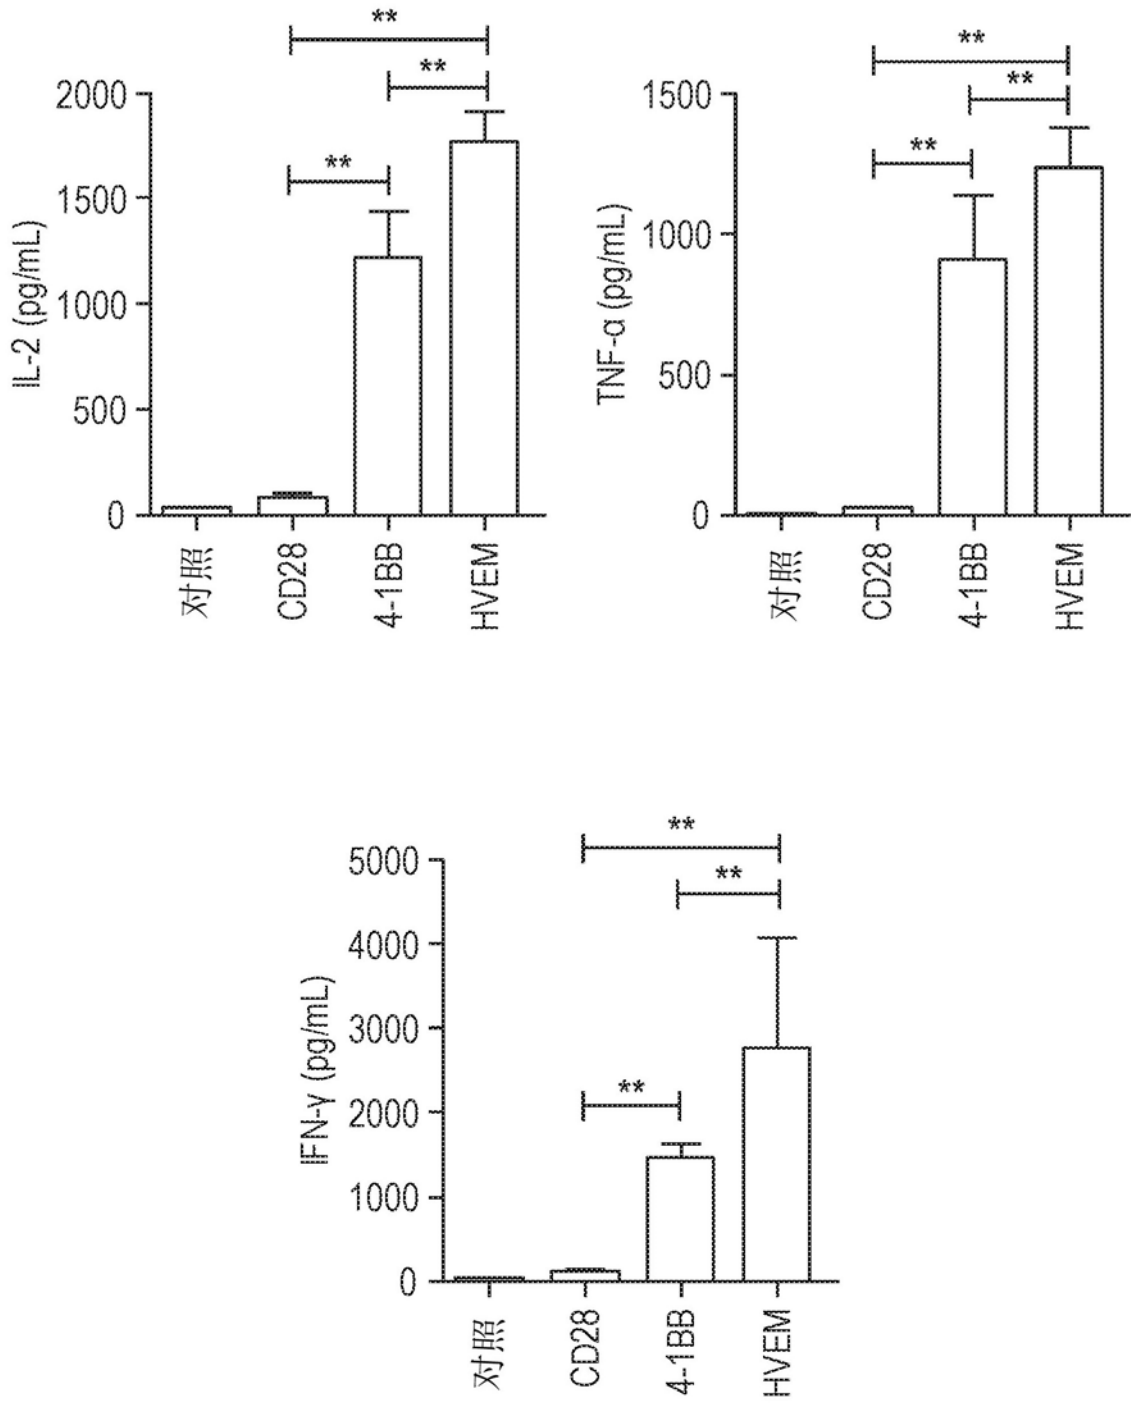 **
**
**
2000
1500
1000
500
0
IL-2 (pg/mL)
对照
CD28
4-1BB
HVEM
**
**
**
1500
1000
500
0
TNF-α (pg/mL)
对照
CD28
4-1BB
HVEM
**
**
**
5000
4000
3000
2000
1000
0
IFN-γ (pg/mL)
对照
CD28
4-1BB
HVEM